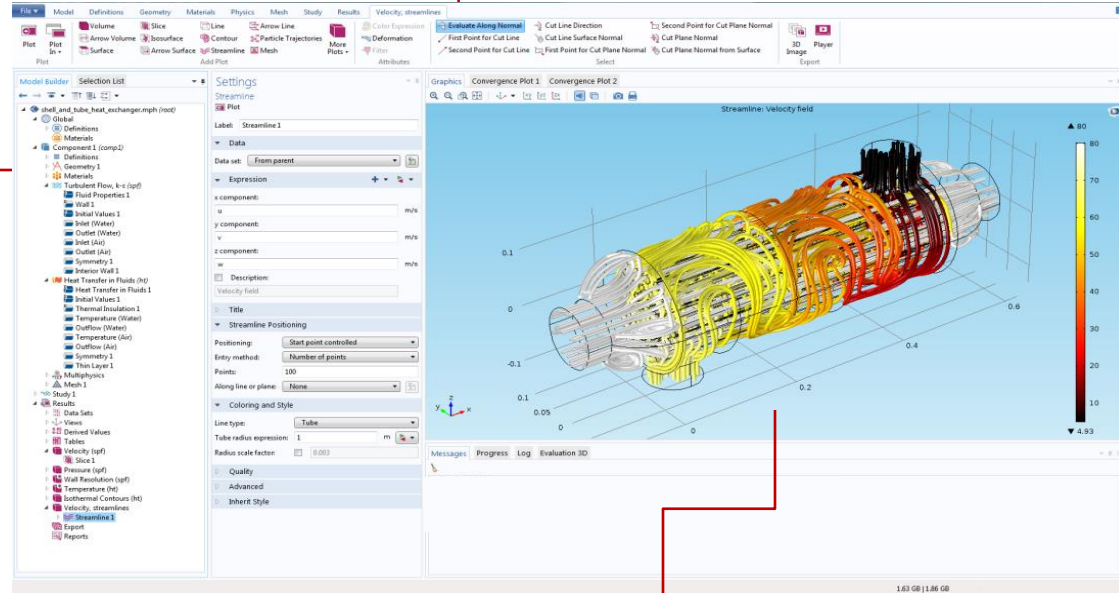 File Model Definitions Geometry Materials Physics Mesh Study Results Velocity, streamlines
Plot
Plot In
Plot
Volume Slice Line Arrow Line
Arrow Volume Isosurface Contour Particle Trajectories
Surface Arrow Surface Streamline Mesh
More Plots
Add Plot
Color Expression
Deformation
Filter
Attributes
Evaluate Along Normal Cut Line Direction Second Point for Cut Plane Normal
First Point for Cut Line Cut Line Surface Normal Cut Plane Normal
Second Point for Cut Line First Point for Cut Plane Normal Cut Plane Normal from Surface
Select
3D Image
Player
Export
Model Builder Selection List
shell_and_tube_heat_exchanger.mph (root)
Global
Definitions
Materials
Component 1 (comp1)
Definitions
Geometry 1
Materials
Turbulent Flow, k-ε (spf)
Fluid Properties 1
Wall 1
Initial Values 1
Inlet (Water)
Outlet (Water)
Inlet (Air)
Outlet (Air)
Symmetry 1
Interior Wall 1
Heat Transfer in Fluids (ht)
Heat Transfer in Fluids 1
Initial Values 1
Thermal Insulation 1
Temperature (Water)
Outflow (Water)
Temperature (Air)
Outflow (Air)
Symmetry 1
Thin Layer 1
Multiphysics
Mesh 1
Study 1
Results
Data Sets
Views
Derived Values
Tables
Velocity (spf)
Slice 1
Pressure (spf)
Wall Resolution (spf)
Temperature (ht)
Isothermal Contours (ht)
Velocity, streamlines
Streamline 1
Export
Reports
Settings
Streamline
Plot
Label: Streamline 1
Data
Data set: From parent
Expression
x component:
u m/s
y component:
v m/s
z component:
w m/s
Description:
Velocity field
Title
Streamline Positioning
Positioning: Start point controlled
Entry method: Number of points
Points: 100
Along line or plane: None
Coloring and Style
Line type: Tube
Tube radius expression: 1 m
Radius scale factor: 0.003
Quality
Advanced
Inherit Style
Graphics Convergence Plot 1 Convergence Plot 2
Streamline: Velocity field
▲ 80
80
70
60
50
40
30
20
10
▼ 4.93
0.1
0
-0.1
0.1
0.05
0
0
0.2
0.4
0.6
z
y x
Messages Progress Log Evaluation 3D
1.63 GB | 1.86 GB